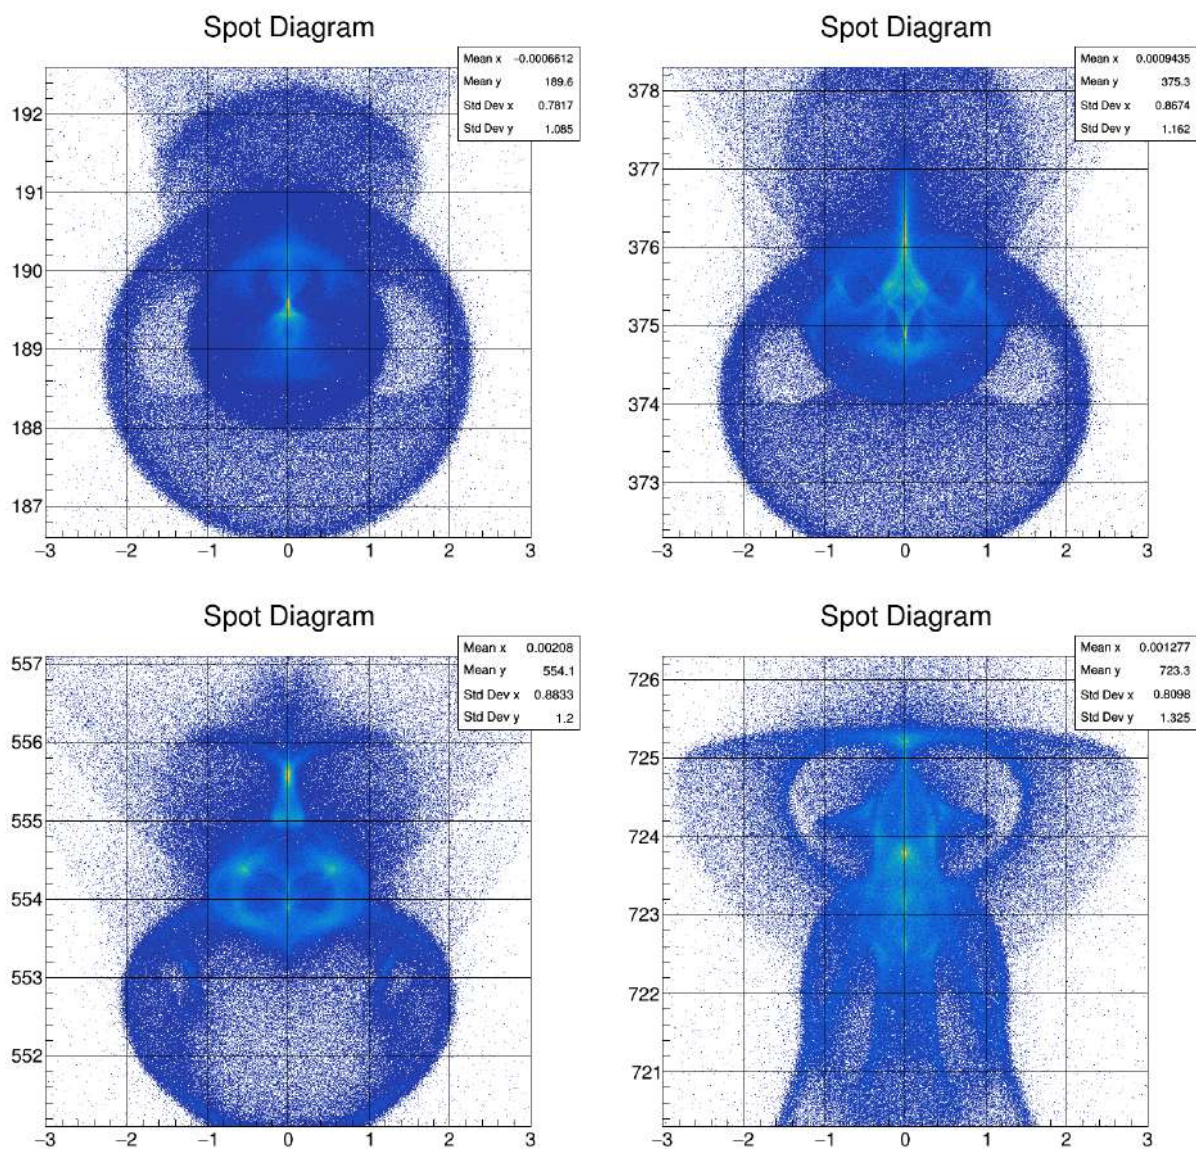 Spot Diagram
Mean x -0.0006612
Mean y 189.6
Std Dev x 0.7817
Std Dev y 1.085
192
191
190
189
188
187
−3 −2 −1 0 1 2 3
Spot Diagram
Mean x 0.0009435
Mean y 375.3
Std Dev x 0.8674
Std Dev y 1.162
378
377
376
375
374
373
−3 −2 −1 0 1 2 3
Spot Diagram
Mean x 0.00208
Mean y 554.1
Std Dev x 0.8833
Std Dev y 1.2
557
556
555
554
553
552
−3 −2 −1 0 1 2 3
Spot Diagram
Mean x 0.001277
Mean y 723.3
Std Dev x 0.8098
Std Dev y 1.325
726
725
724
723
722
721
−3 −2 −1 0 1 2 3